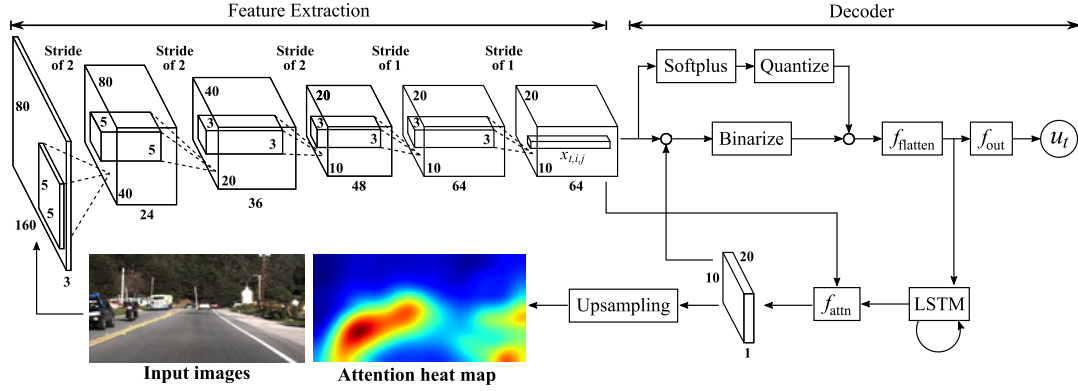 Feature Extraction
Decoder
Stride of 2
Stride of 2
Stride of 2
Stride of 1
Stride of 1
80
5
5
160
3
80
5
5
40
24
40
3
3
20
36
20
3
3
10
48
20
3
3
10
64
20
x_{t,i,j}
10
64
Softplus
Quantize
Binarize
f_flatten
f_out
u_t
20
10
1
Upsampling
f_attn
LSTM
Input images
Attention heat map